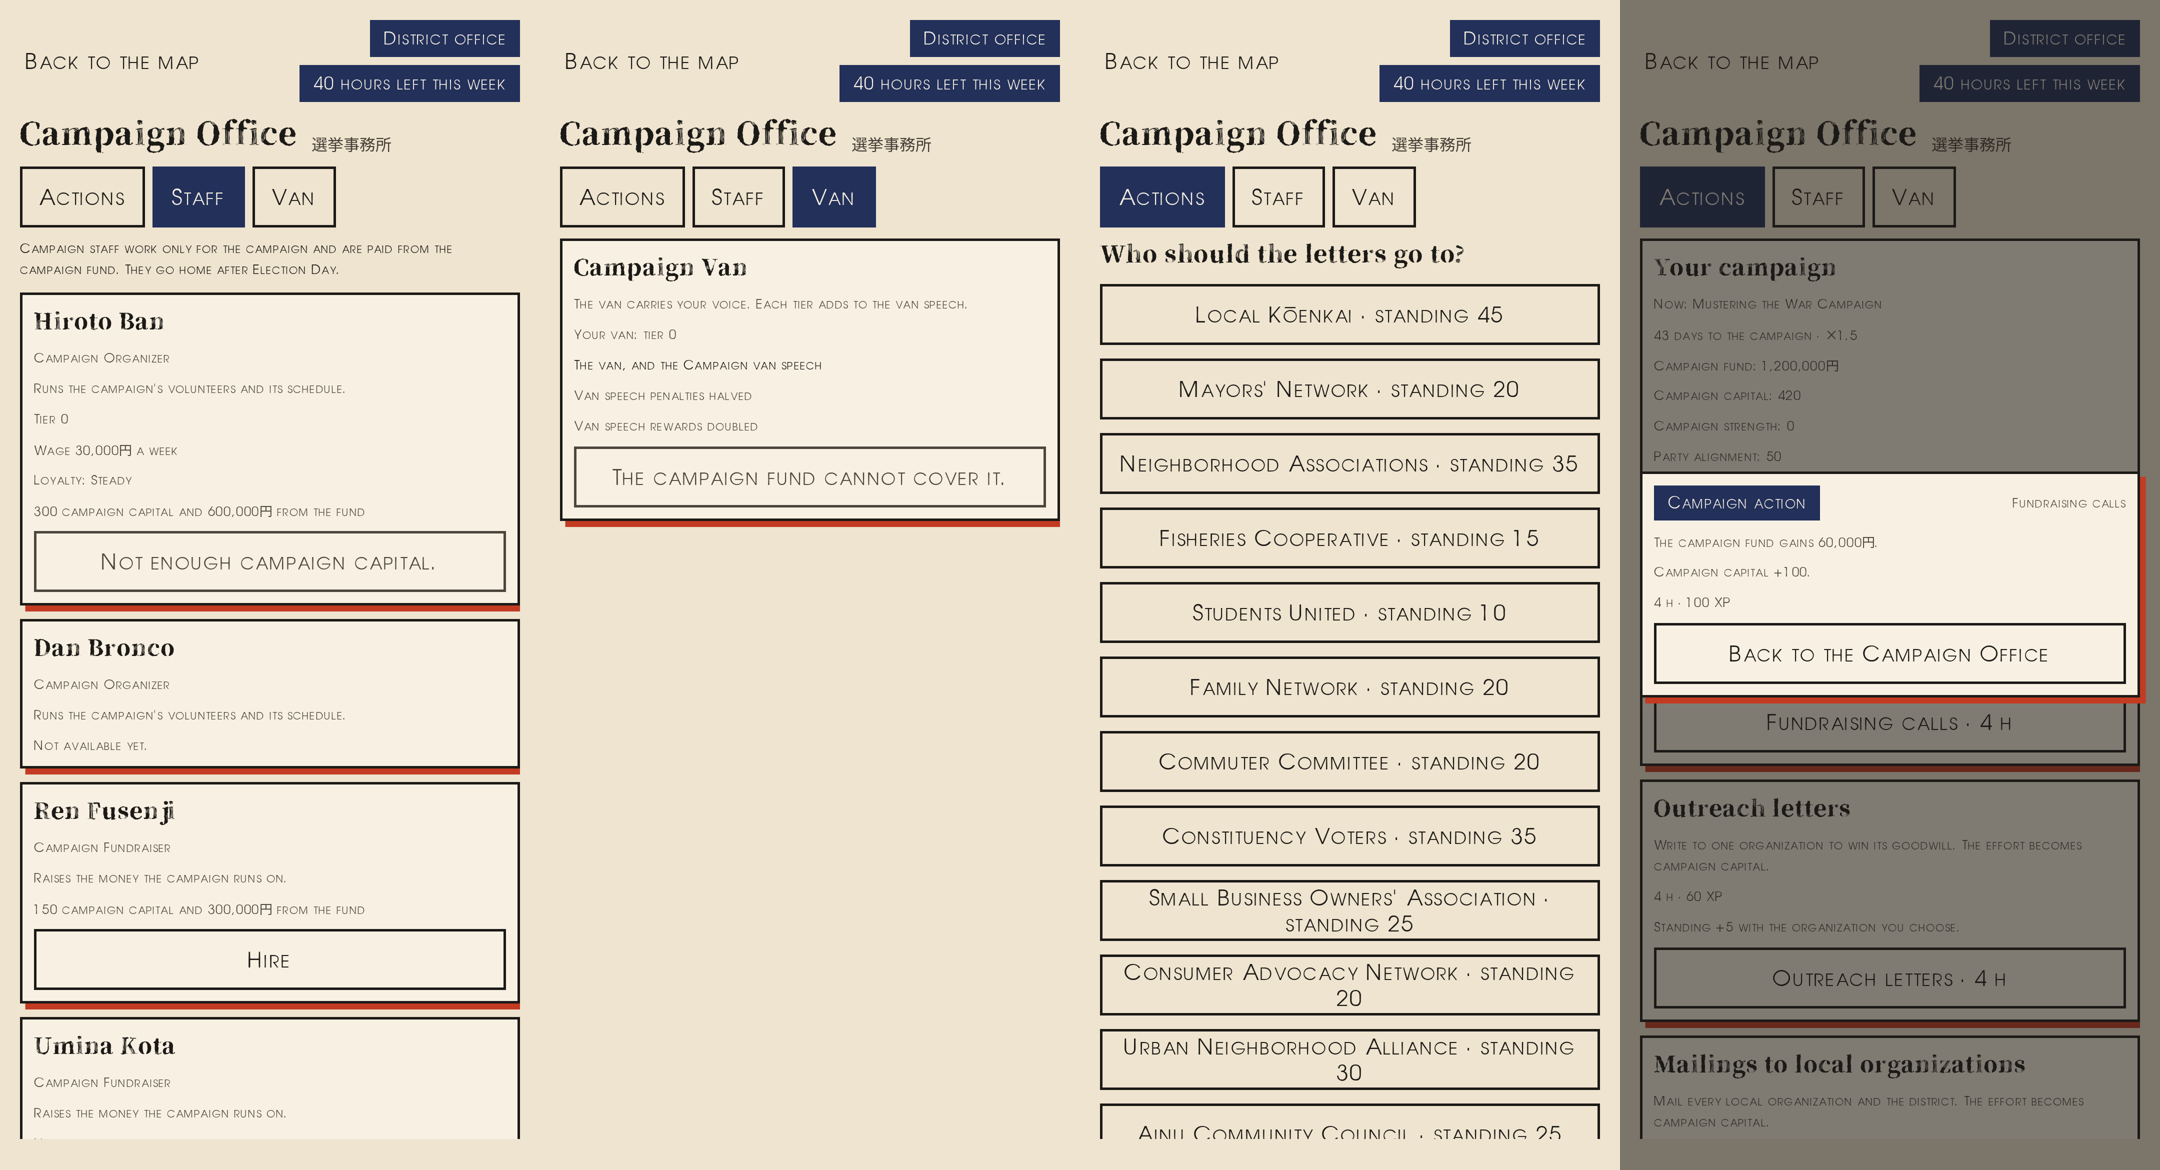 Back to the map
District office
40 hours left this week
Campaign Office 選挙事務所
Actions
Staff
Van
Campaign staff work only for the campaign and are paid from the
campaign fund. They go home after Election Day.
Hiroto Ban
Campaign Organizer
Runs the campaign's volunteers and its schedule.
Tier 0
Wage 30,000円 a week
Loyalty: Steady
300 campaign capital and 600,000円 from the fund
Not enough campaign capital.
Dan Bronco
Campaign Organizer
Runs the campaign's volunteers and its schedule.
Not available yet.
Ren Fusenji
Campaign Fundraiser
Raises the money the campaign runs on.
150 campaign capital and 300,000円 from the fund
Hire
Umina Kota
Campaign Fundraiser
Raises the money the campaign runs on.
Back to the map
District office
40 hours left this week
Campaign Office 選挙事務所
Actions
Staff
Van
Campaign Van
The van carries your voice. Each tier adds to the van speech.
Your van: tier 0
The van, and the Campaign van speech
Van speech penalties halved
Van speech rewards doubled
The campaign fund cannot cover it.
Back to the map
District office
40 hours left this week
Campaign Office 選挙事務所
Actions
Staff
Van
Who should the letters go to?
Local Kōenkai · standing 45
Mayors' Network · standing 20
Neighborhood Associations · standing 35
Fisheries Cooperative · standing 15
Students United · standing 10
Family Network · standing 20
Commuter Committee · standing 20
Constituency Voters · standing 35
Small Business Owners' Association ·
standing 25
Consumer Advocacy Network · standing
20
Urban Neighborhood Alliance · standing
30
Ainu Community Council · standing 25
Back to the map
District office
40 hours left this week
Campaign Office 選挙事務所
Actions
Staff
Van
Your campaign
Now: Mustering the War Campaign
43 days to the campaign · ×1.5
Campaign fund: 1,200,000円
Campaign capital: 420
Campaign strength: 0
Party alignment: 50
Campaign action
Fundraising calls
The campaign fund gains 60,000円.
Campaign capital +100.
4 h · 100 XP
Back to the Campaign Office
Fundraising calls · 4 h
Outreach letters
Write to one organization to win its goodwill. The effort becomes
campaign capital.
4 h · 60 XP
Standing +5 with the organization you choose.
Outreach letters · 4 h
Mailings to local organizations
Mail every local organization and the district. The effort becomes
campaign capital.